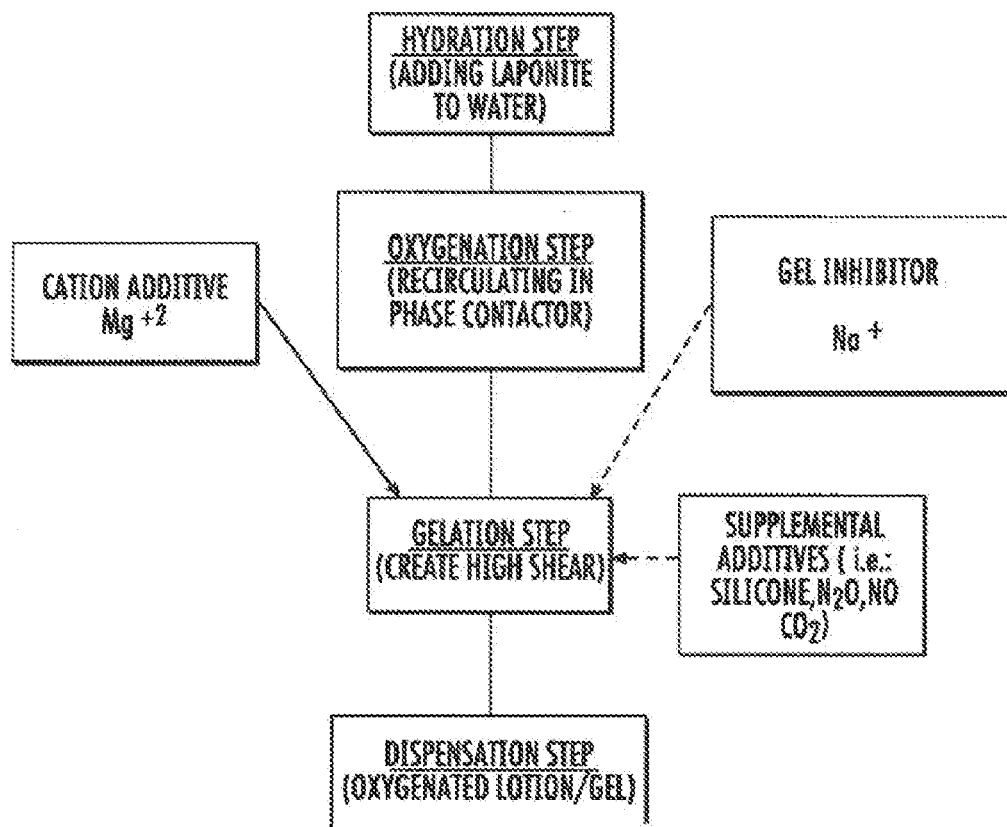 HYDRATION STEP
(ADDING LAPONITE
TO WATER)
OXYGENATION STEP
(RECIRCULATING IN
PHASE CONTACTOR)
CATION ADDITIVE
Mg +2
GEL INHIBITOR
Na +
GELATION STEP
(CREATE HIGH SHEAR)
SUPPLEMENTAL
ADDITIVES ( i.e.:
SILICONE,N2O,NO
CO2)
DISPENSATION STEP
(OXYGENATED LOTION/GEL)